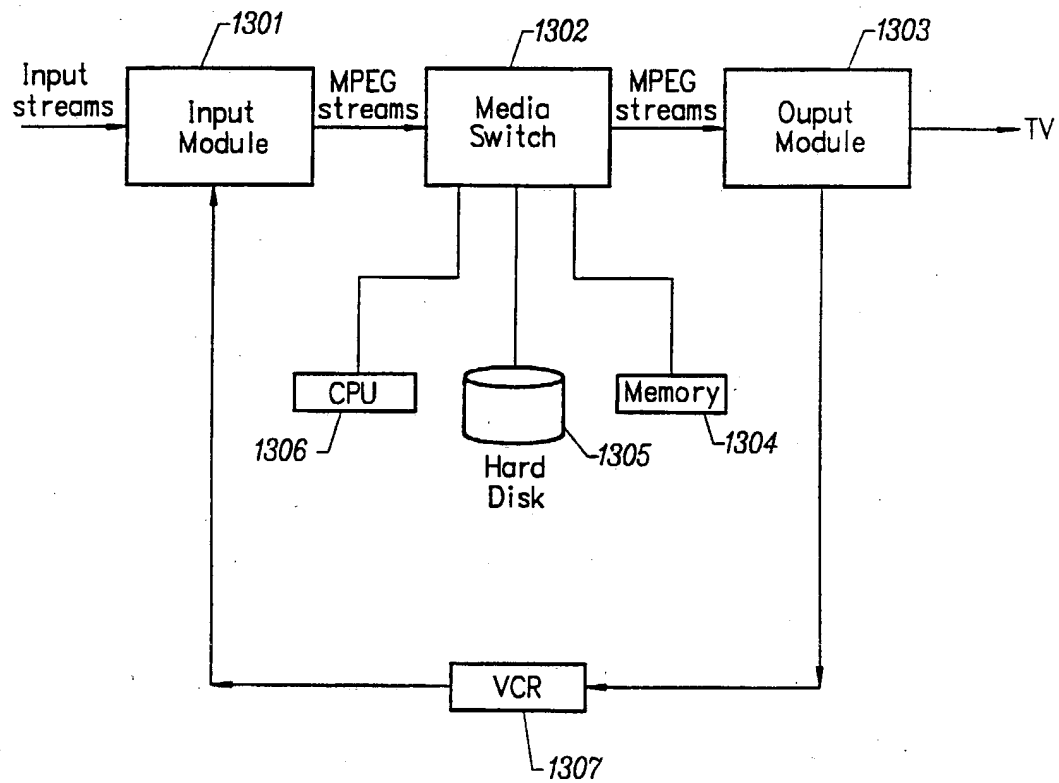 1301
1302
1303
Input
streams
Input
Module
MPEG
streams
Media
Switch
MPEG
streams
Ouput
Module
TV
CPU
1306
Hard
Disk
1305
Memory
1304
VCR
1307